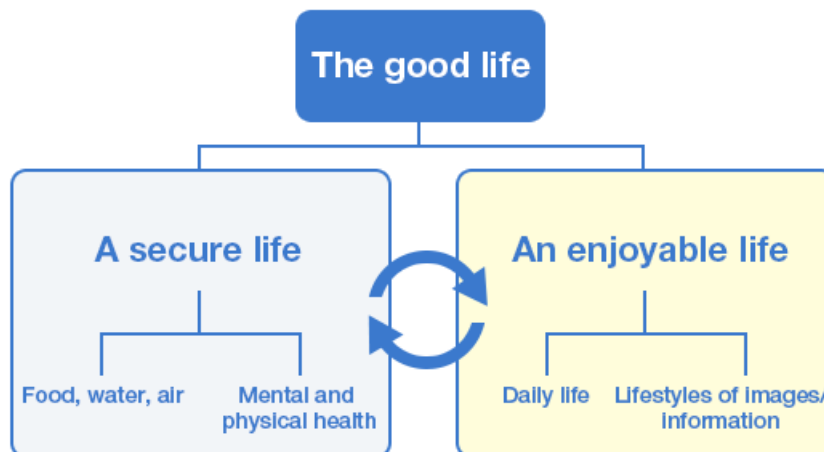 The good life
A secure life
Food, water, air
Mental and
physical health
An enjoyable life
Daily life
Lifestyles of images/
information